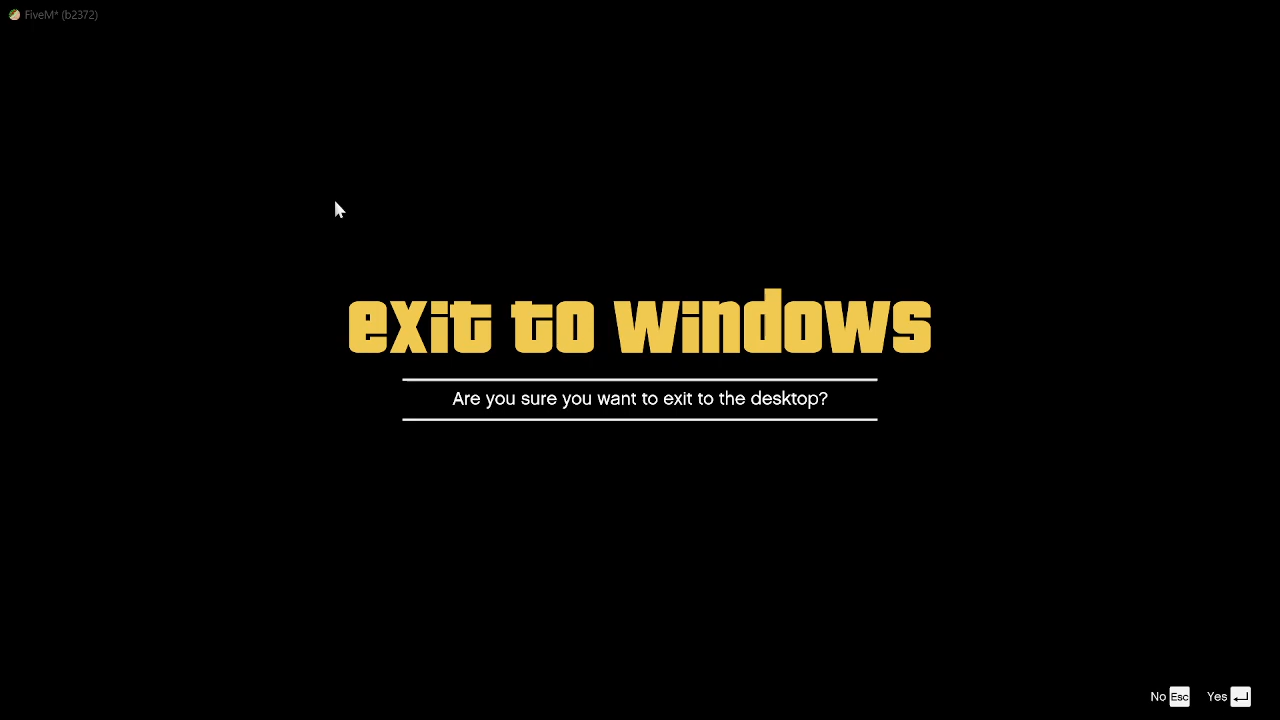 FiveM* (b2372)
exit to windows
Are you sure you want to exit to the desktop?
No Esc Yes